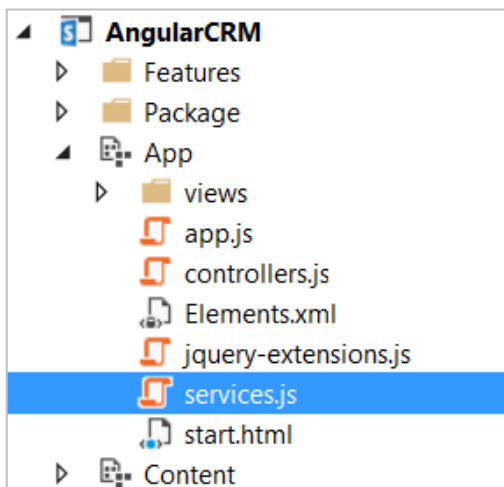 AngularCRM
Features
Package
App
views
app.js
controllers.js
Elements.xml
jquery-extensions.js
services.js
start.html
Content